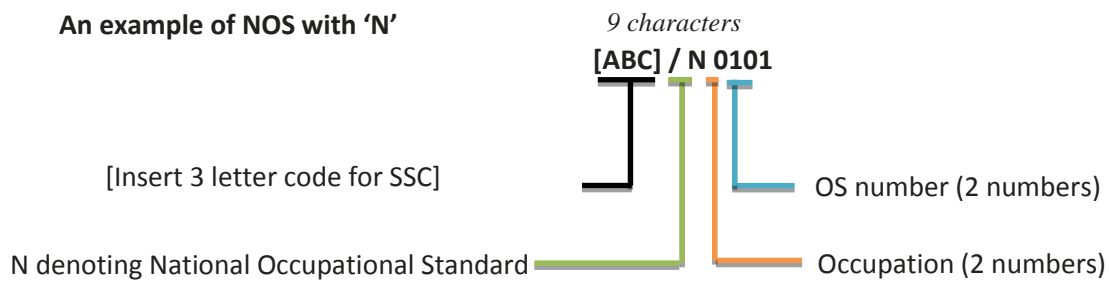 An example of NOS with ‘N’
9 characters
[ABC] / N 0101
[Insert 3 letter code for SSC]
OS number (2 numbers)
N denoting National Occupational Standard
Occupation (2 numbers)